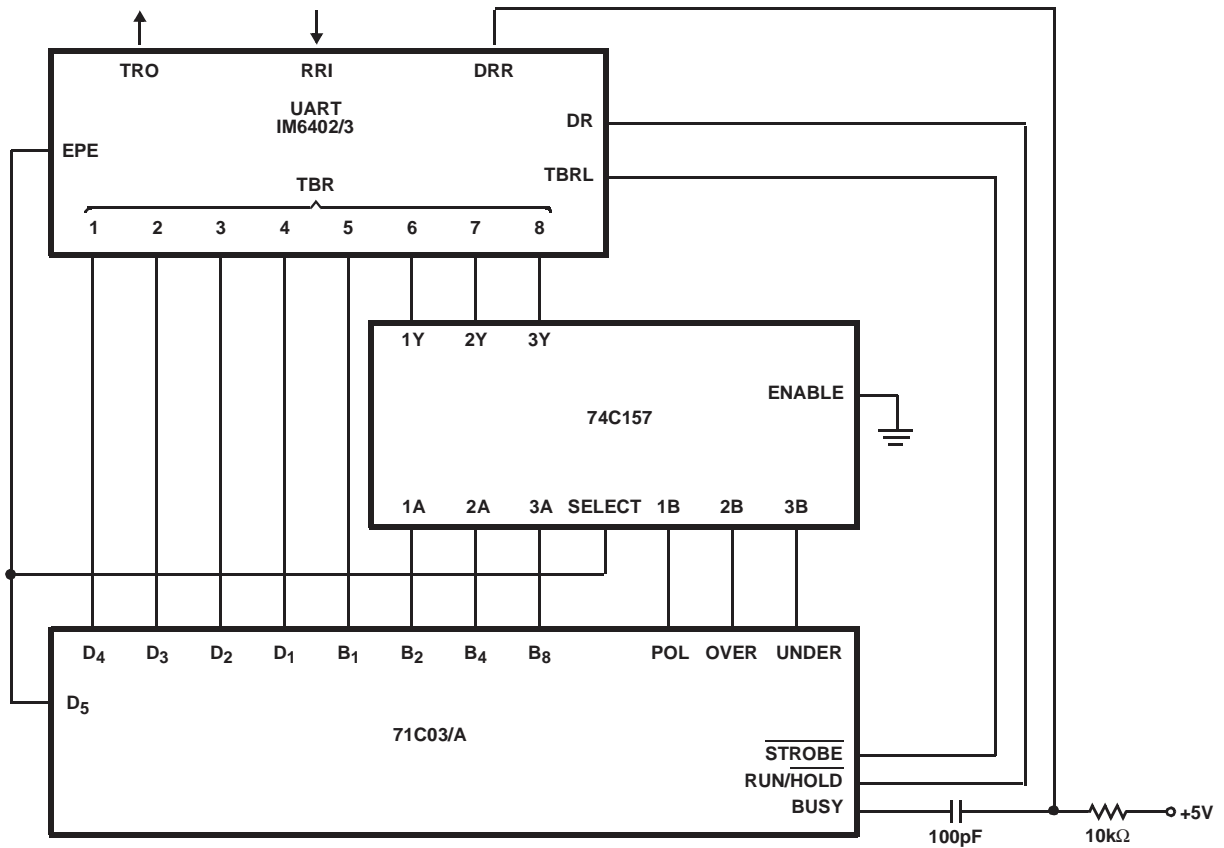 TRO RRI DRR
UART
IM6402/3
DR
EPE
TBRL
TBR
1 2 3 4 5 6 7 8
1Y 2Y 3Y
ENABLE
74C157
1A 2A 3A SELECT 1B 2B 3B
D4 D3 D2 D1 B1 B2 B4 B8 POL OVER UNDER
D5
71C03/A
STROBE
RUN/HOLD
BUSY
+5V
100pF 10kΩ